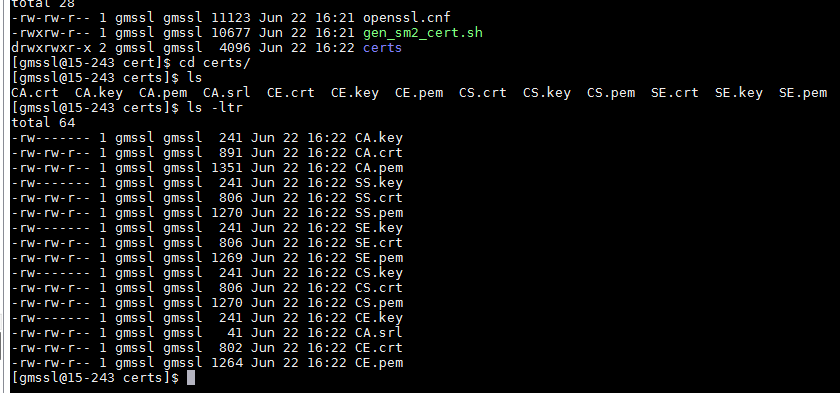 total 28
-rw-rw-r-- 1 gmssl gmssl 11123 Jun 22 16:21 openssl.cnf
-rwxrw-r-- 1 gmssl gmssl 10677 Jun 22 16:21 gen_sm2_cert.sh
drwxrwxr-x 2 gmssl gmssl  4096 Jun 22 16:22 certs
[gmssl@15-243 cert]$ cd certs/
[gmssl@15-243 certs]$ ls
CA.crt  CA.key  CA.pem  CA.srl  CE.crt  CE.key  CE.pem  CS.crt  CS.key  CS.pem  SE.crt  SE.key  SE.pem
[gmssl@15-243 certs]$ ls -ltr
total 64
-rw------- 1 gmssl gmssl  241 Jun 22 16:22 CA.key
-rw-rw-r-- 1 gmssl gmssl  891 Jun 22 16:22 CA.crt
-rw-rw-r-- 1 gmssl gmssl 1351 Jun 22 16:22 CA.pem
-rw------- 1 gmssl gmssl  241 Jun 22 16:22 SS.key
-rw-rw-r-- 1 gmssl gmssl  806 Jun 22 16:22 SS.crt
-rw-rw-r-- 1 gmssl gmssl 1270 Jun 22 16:22 SS.pem
-rw------- 1 gmssl gmssl  241 Jun 22 16:22 SE.key
-rw-rw-r-- 1 gmssl gmssl  806 Jun 22 16:22 SE.crt
-rw-rw-r-- 1 gmssl gmssl 1269 Jun 22 16:22 SE.pem
-rw------- 1 gmssl gmssl  241 Jun 22 16:22 CS.key
-rw-rw-r-- 1 gmssl gmssl  806 Jun 22 16:22 CS.crt
-rw-rw-r-- 1 gmssl gmssl 1270 Jun 22 16:22 CS.pem
-rw------- 1 gmssl gmssl  241 Jun 22 16:22 CE.key
-rw-rw-r-- 1 gmssl gmssl   41 Jun 22 16:22 CA.srl
-rw-rw-r-- 1 gmssl gmssl  802 Jun 22 16:22 CE.crt
-rw-rw-r-- 1 gmssl gmssl 1264 Jun 22 16:22 CE.pem
[gmssl@15-243 certs]$